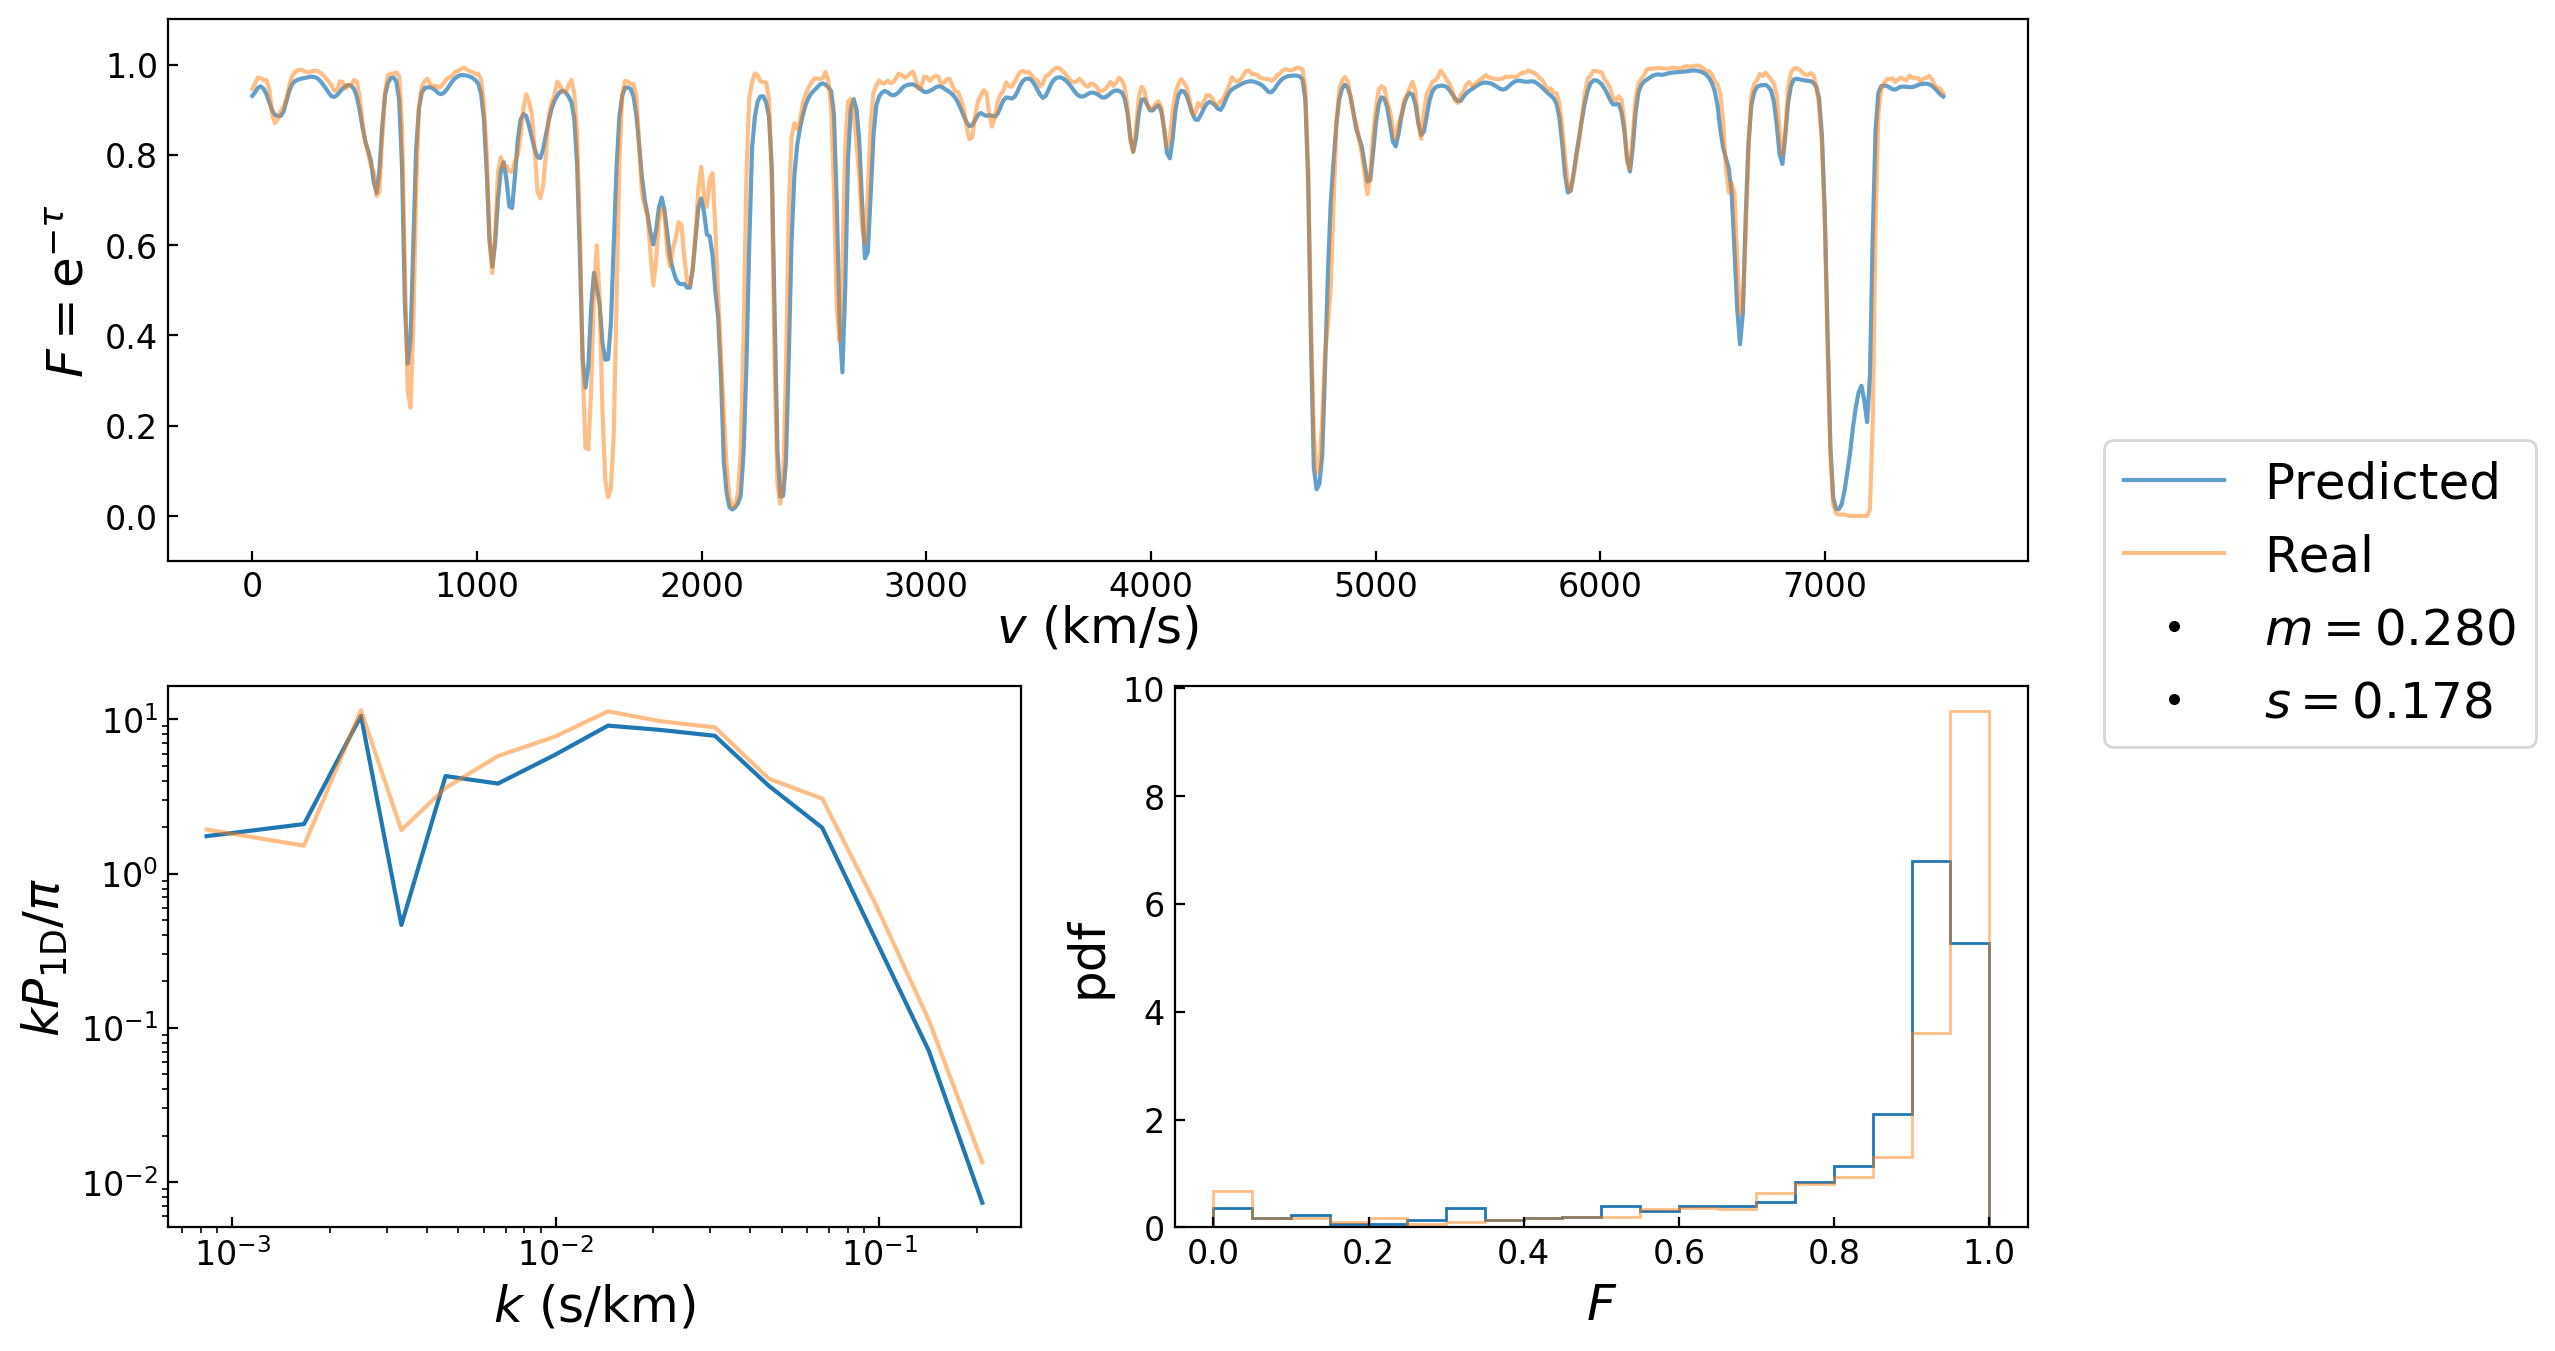 1.0
0.8
0.6
0.4
0.2
0.0
F = e^{-τ}
0 1000 2000 3000 4000 5000 6000 7000
v (km/s)
Predicted
Real
m = 0.280
s = 0.178
10^1
10^0
10^{-1}
10^{-2}
kP_{1D}/π
10^{-3} 10^{-2} 10^{-1}
k (s/km)
10
8
6
4
2
0
pdf
0.0 0.2 0.4 0.6 0.8 1.0
F